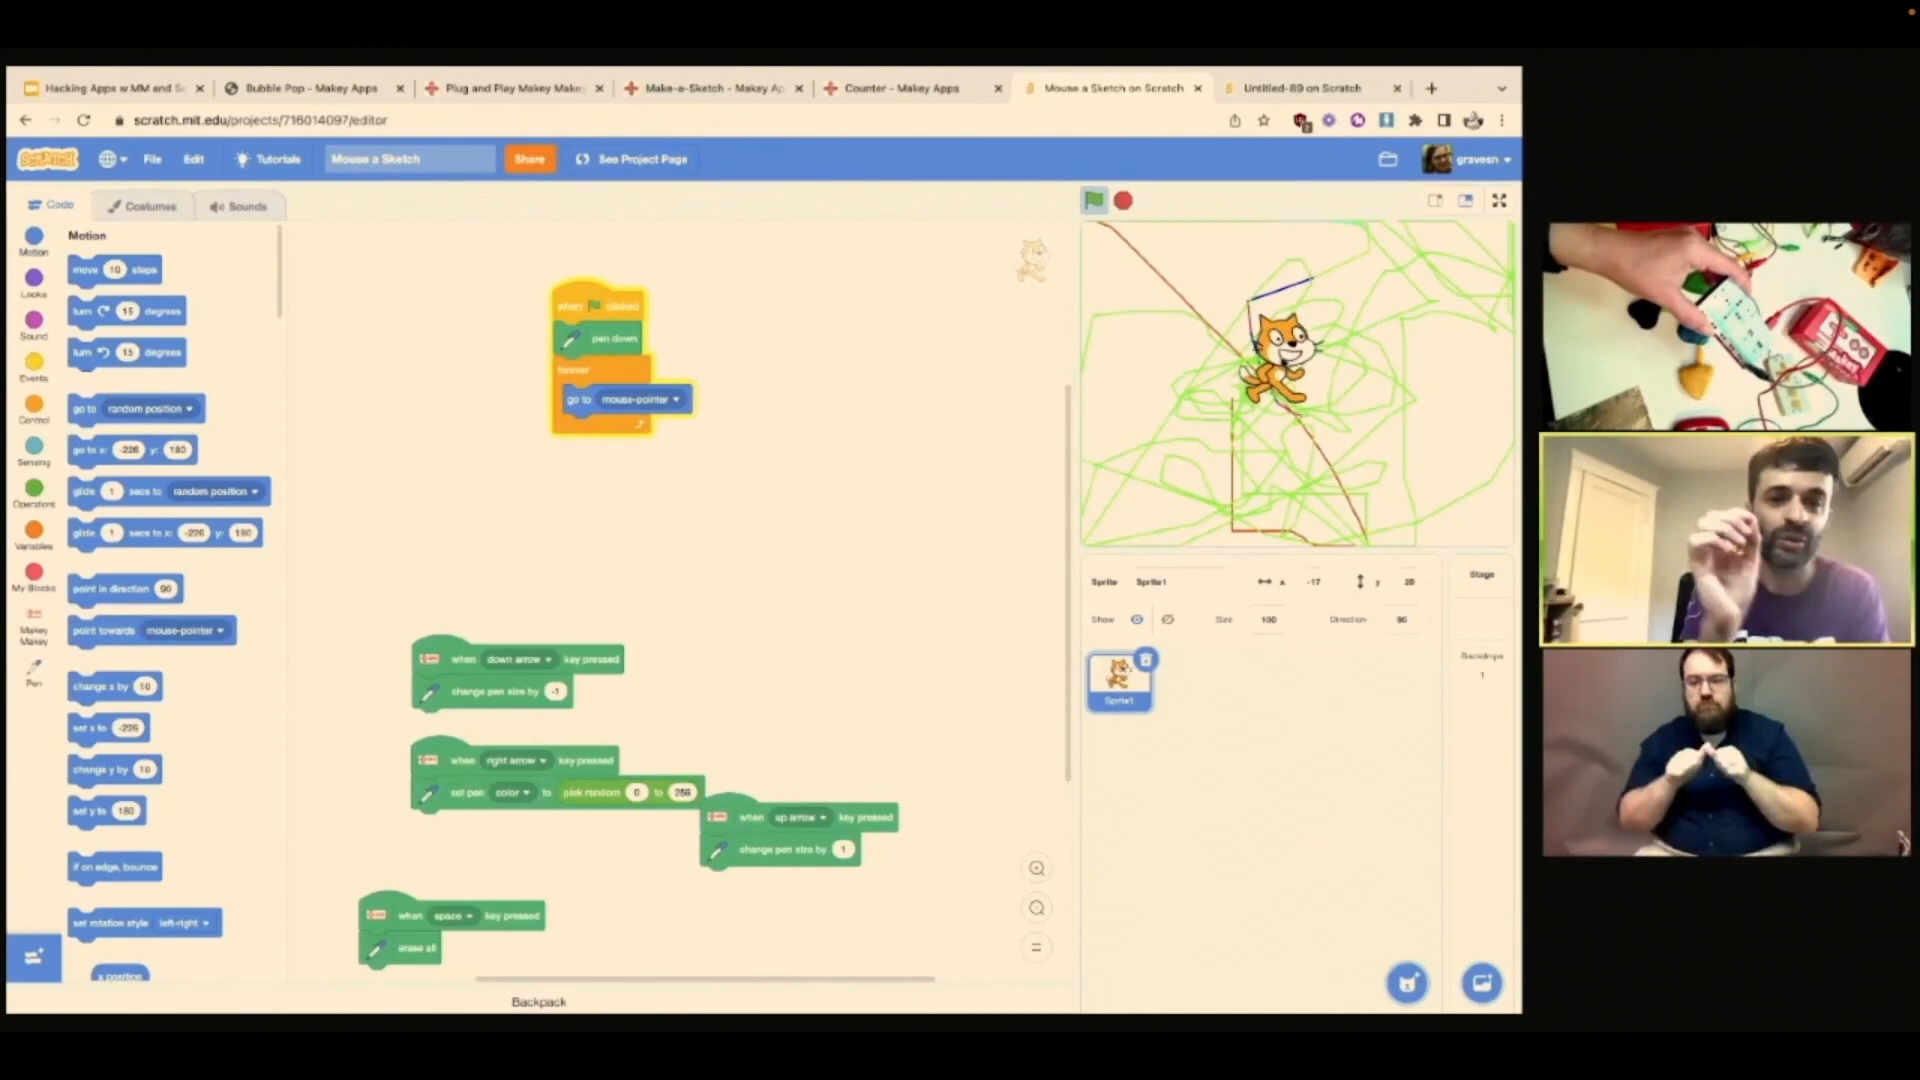 Hacking Apps w MM and Sc
Bubble Pop - Makey Apps
Plug and Play Makey Make
Make-a-Sketch - Makey Ap
Counter - Makey Apps
Mouse a Sketch on Scratch
Untitled-89 on Scratch
scratch.mit.edu/projects/716014097/editor
SCRATCH
File
Edit
Tutorials
Mouse a Sketch
Share
See Project Page
gravesn
Code
Costumes
Sounds
Motion
Looks
Sound
Events
Control
Sensing
Operators
Variables
My Blocks
Makey
Makey
Pen
Motion
move 10 steps
turn 15 degrees
turn 15 degrees
go to random position
go to x: -226 y: 180
glide 1 secs to random position
glide 1 secs to x: -226 y: 180
point in direction 90
point towards mouse-pointer
change x by 10
set x to -226
change y by 10
set y to 180
if on edge, bounce
set rotation style left-right
x position
when clicked
pen down
forever
go to mouse-pointer
when down arrow key pressed
change pen size by -1
when right arrow key pressed
set pen color to pick random 0 to 256
when up arrow key pressed
change pen size by 1
when space key pressed
erase all
Backpack
Sprite Sprite1 x -17 y 28
Show Size 100 Direction 90
Sprite1
Stage
Backdrops
1